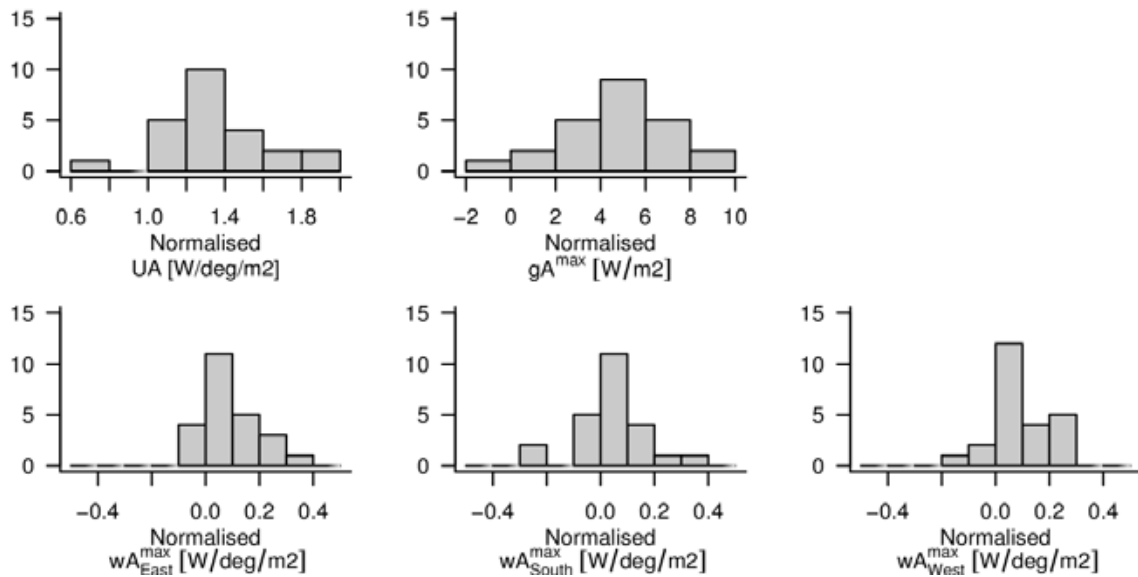 15
10
5
0
0.6 1.0 1.4 1.8
Normalised
UA [W/deg/m2]
15
10
5
0
−2 0 2 4 6 8 10
Normalised
gA^max [W/m2]
15
10
5
0
−0.4 0.0 0.2 0.4
Normalised
wA^max_East [W/deg/m2]
15
10
5
0
−0.4 0.0 0.2 0.4
Normalised
wA^max_South [W/deg/m2]
15
10
5
0
−0.4 0.0 0.2 0.4
Normalised
wA^max_West [W/deg/m2]